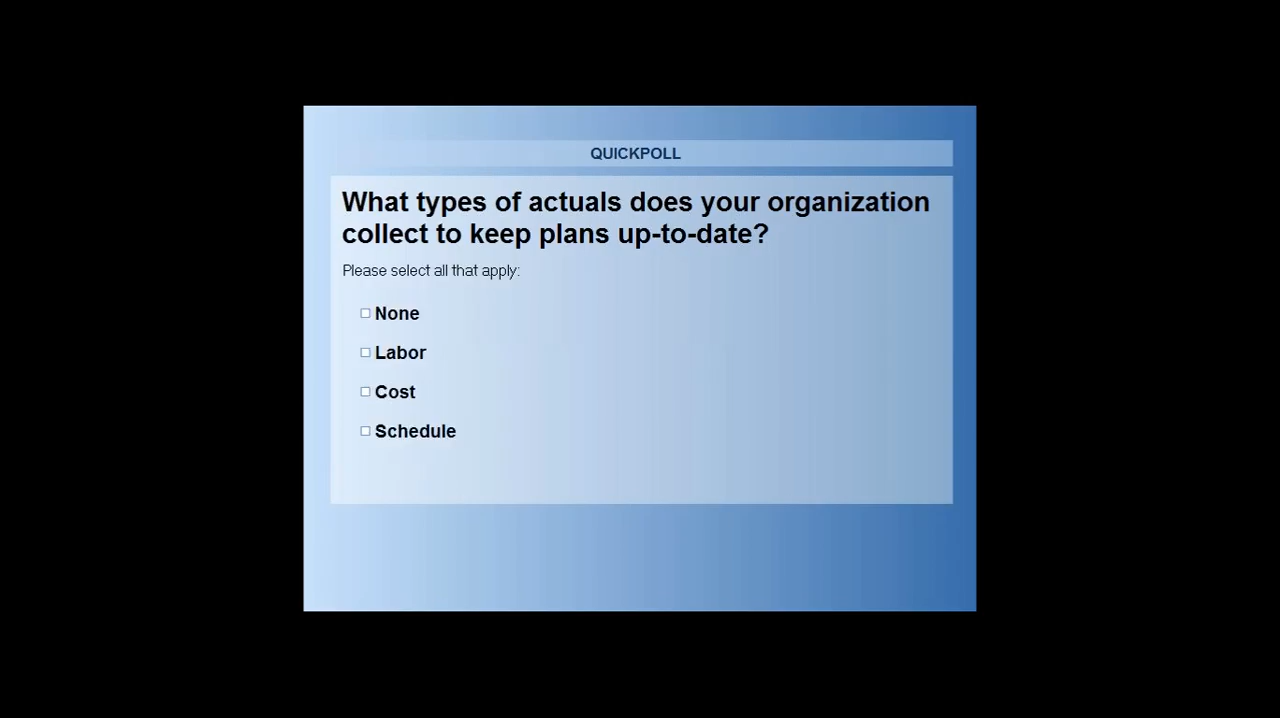 QUICKPOLL
What types of actuals does your organization
collect to keep plans up-to-date?
Please select all that apply:
None
Labor
Cost
Schedule